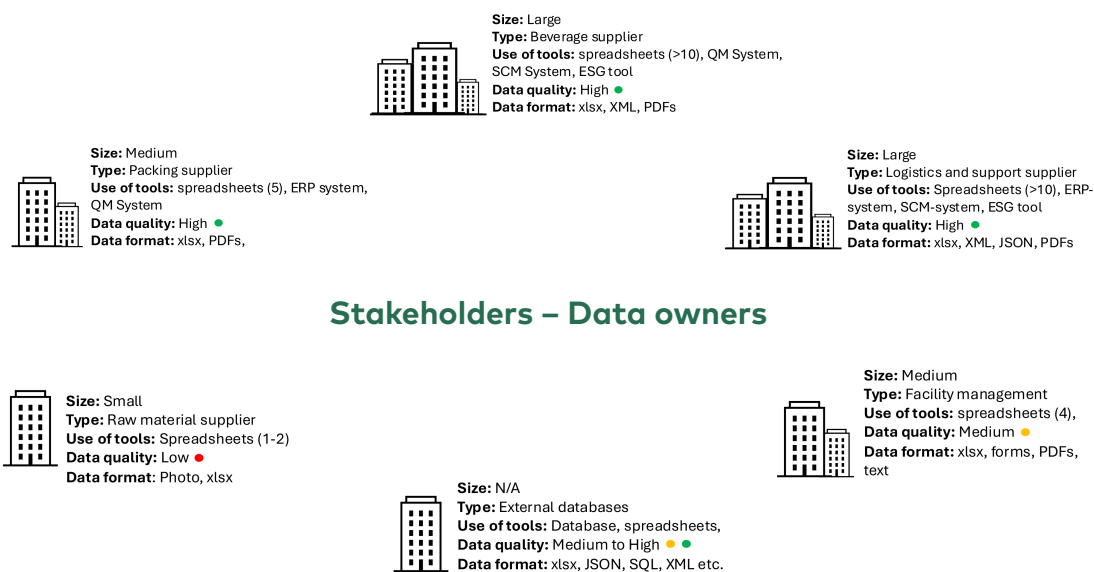 Size: Large
Type: Beverage supplier
Use of tools: spreadsheets (>10), QM System,
SCM System, ESG tool
Data quality: High
Data format: xlsx, XML, PDFs
Size: Medium
Type: Packing supplier
Use of tools: spreadsheets (5), ERP system,
QM System
Data quality: High
Data format: xlsx, PDFs,
Size: Large
Type: Logistics and support supplier
Use of tools: Spreadsheets (>10), ERP-
system, SCM-system, ESG tool
Data quality: High
Data format: xlsx, XML, JSON, PDFs
Stakeholders – Data owners
Size: Small
Type: Raw material supplier
Use of tools: Spreadsheets (1-2)
Data quality: Low
Data format: Photo, xlsx
Size: Medium
Type: Facility management
Use of tools: spreadsheets (4),
Data quality: Medium
Data format: xlsx, forms, PDFs,
text
Size: N/A
Type: External databases
Use of tools: Database, spreadsheets,
Data quality: Medium to High
Data format: xlsx, JSON, SQL, XML etc.